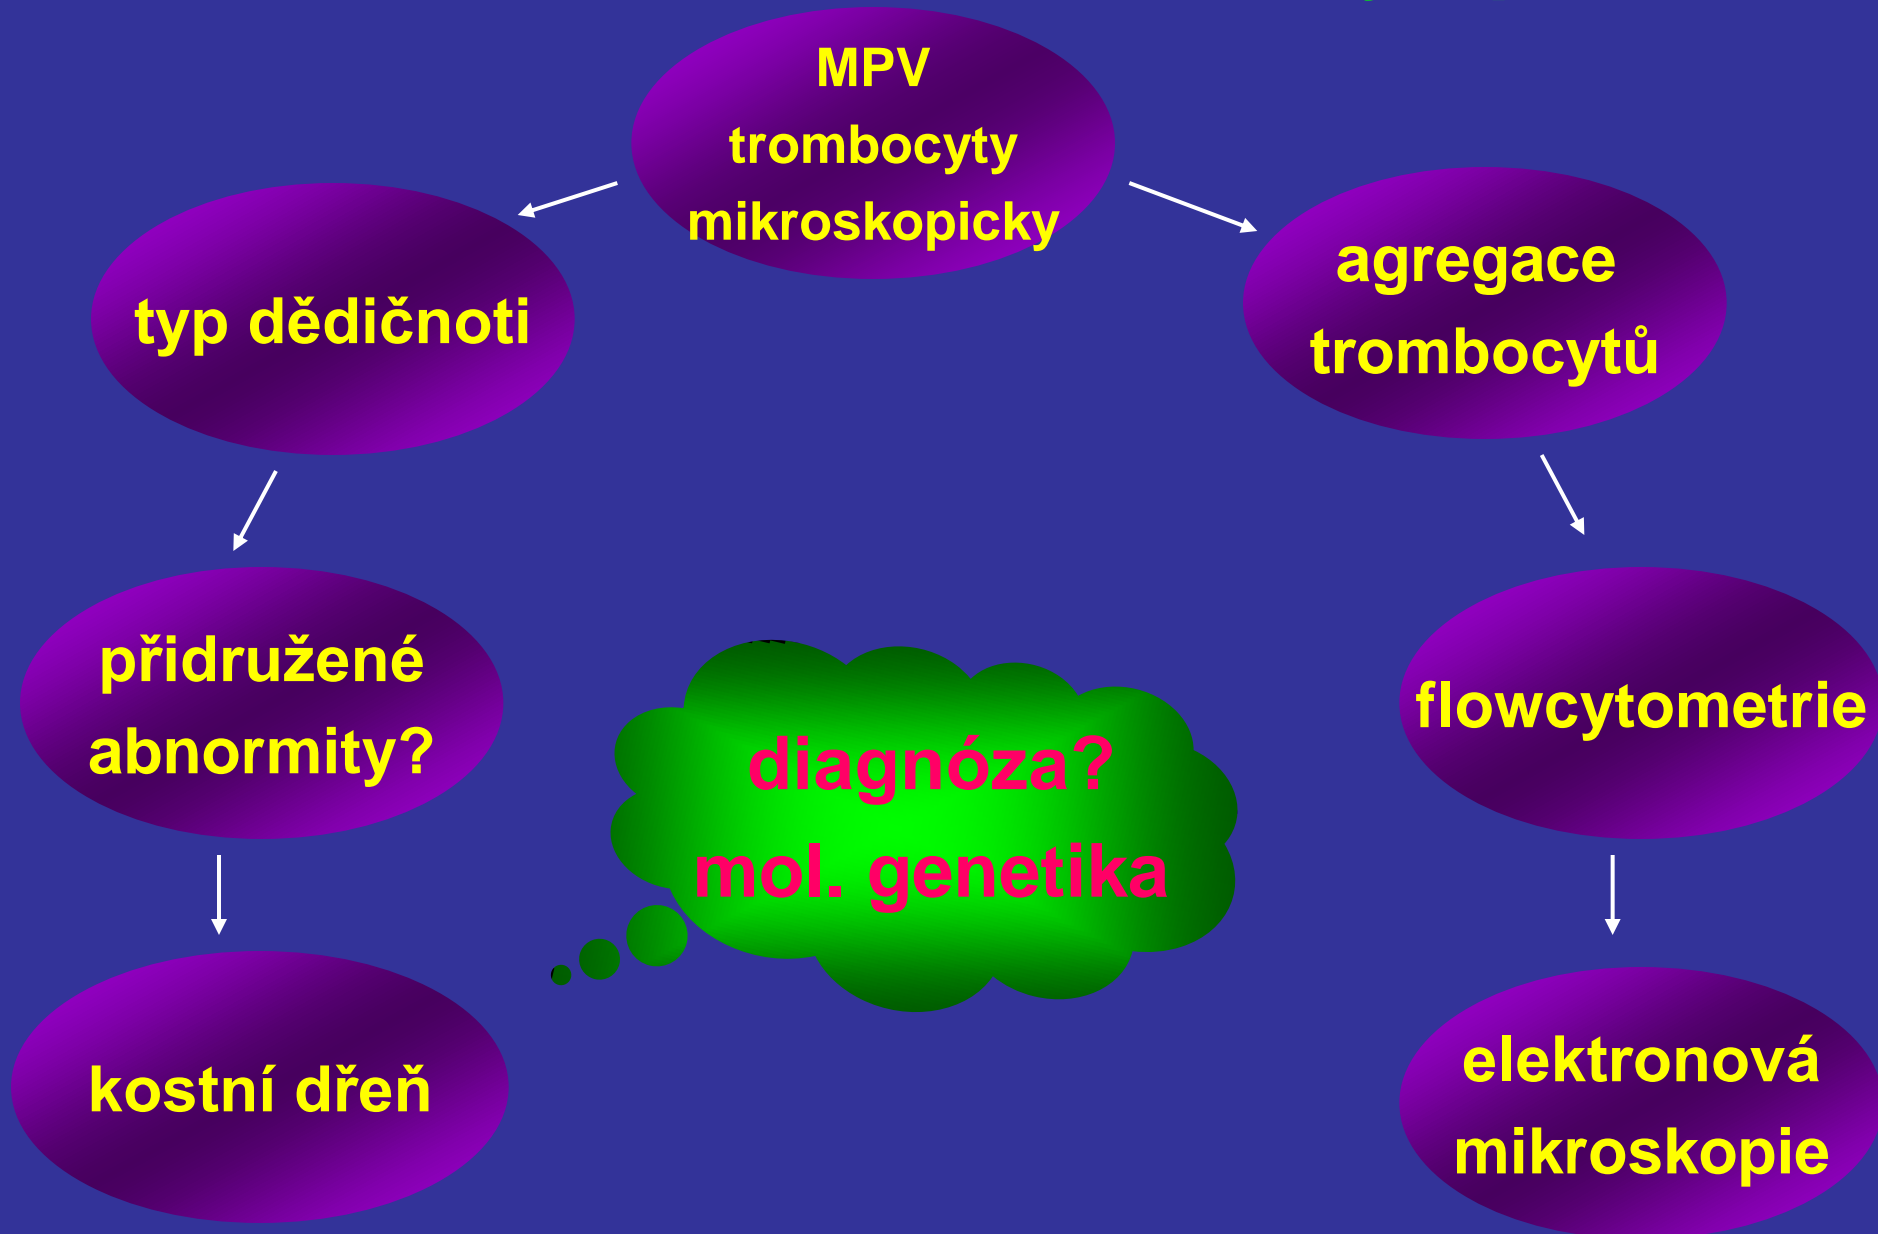 MPV
trombocyty
mikroskopicky
typ dědičnoti
agregace
trombocytů
přidružené
abnormity?
flowcytometrie
diagnóza?
mol. genetika
kostní dřeň
elektronová
mikroskopie